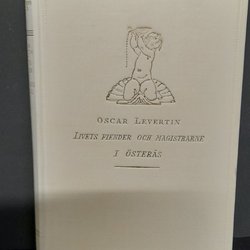 OSCAR LEVERTIN
LIVETS FIENDER OCH MAGISTRARNE
I ÖSTERÅS